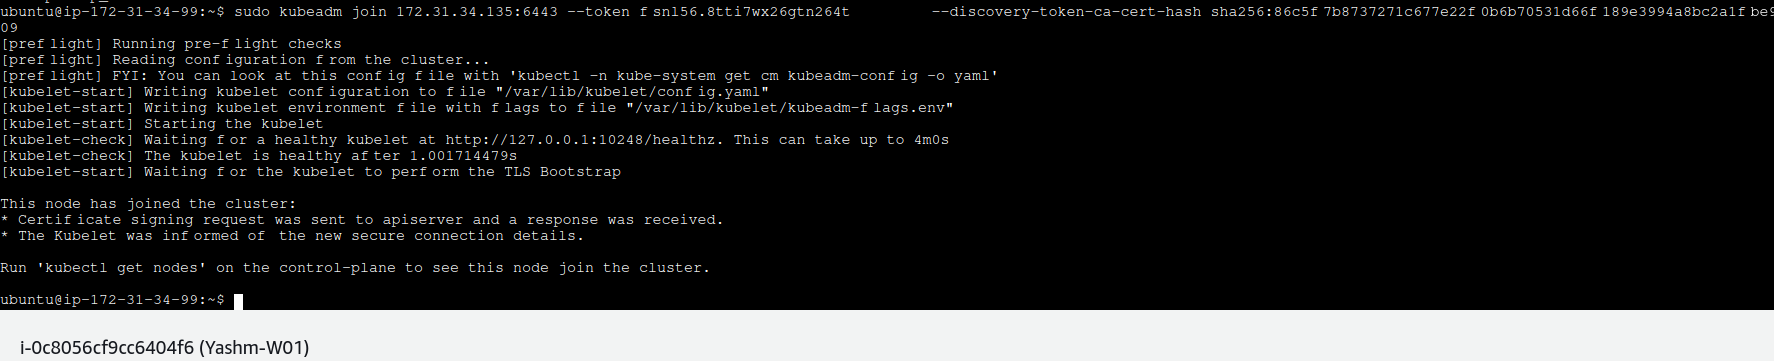 ubuntu@ip-172-31-34-99:~$ sudo kubeadm join 172.31.34.135:6443 --token fsnl56.8tti7wx26gtn264t --discovery-token-ca-cert-hash sha256:86c5f7b8737271c677e22f0b6b70531d66f189e3994a8bc2a1fbe9
09
[preflight] Running pre-flight checks
[preflight] Reading configuration from the cluster...
[preflight] FYI: You can look at this config file with 'kubectl -n kube-system get cm kubeadm-config -o yaml'
[kubelet-start] Writing kubelet configuration to file "/var/lib/kubelet/config.yaml"
[kubelet-start] Writing kubelet environment file with flags to file "/var/lib/kubelet/kubeadm-flags.env"
[kubelet-start] Starting the kubelet
[kubelet-check] Waiting for a healthy kubelet at http://127.0.0.1:10248/healthz. This can take up to 4m0s
[kubelet-check] The kubelet is healthy after 1.001714479s
[kubelet-start] Waiting for the kubelet to perform the TLS Bootstrap
This node has joined the cluster:
* Certificate signing request was sent to apiserver and a response was received.
* The Kubelet was informed of the new secure connection details.
Run 'kubectl get nodes' on the control-plane to see this node join the cluster.
ubuntu@ip-172-31-34-99:~$
i-0c8056cf9cc6404f6 (Yashm-W01)